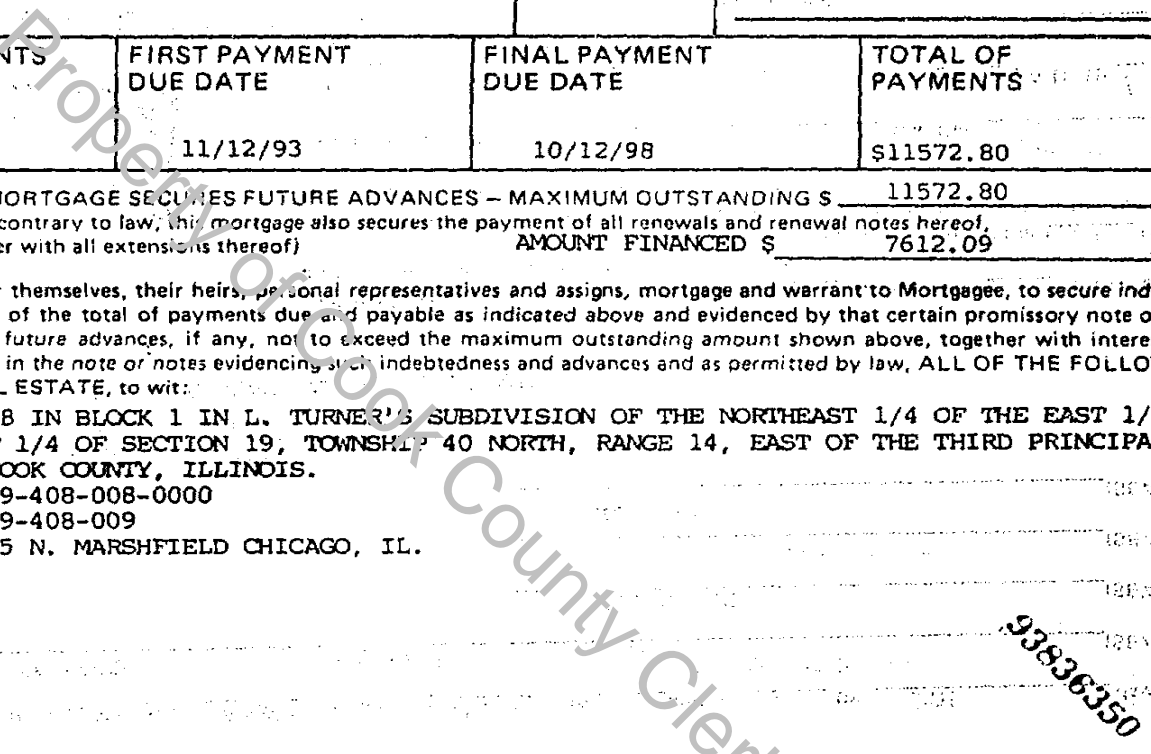 NTS
FIRST PAYMENT
DUE DATE
11/12/93
FINAL PAYMENT
DUE DATE
10/12/98
TOTAL OF
PAYMENTS
$11572.80
MORTGAGE SECURES FUTURE ADVANCES – MAXIMUM OUTSTANDING $ 11572.80
contrary to law, this mortgage also secures the payment of all renewals and renewal notes hereof,
er with all extensions thereof) AMOUNT FINANCED $ 7612.09
themselves, their heirs, personal representatives and assigns, mortgage and warrant to Mortgagee, to secure ind
of the total of payments due and payable as indicated above and evidenced by that certain promissory note o
future advances, if any, not to exceed the maximum outstanding amount shown above, together with intere
in the note or notes evidencing such indebtedness and advances and as permitted by law, ALL OF THE FOLLO
L ESTATE, to wit:
8 IN BLOCK 1 IN L. TURNER'S SUBDIVISION OF THE NORTHEAST 1/4 OF THE EAST 1/
1/4 OF SECTION 19, TOWNSHIP 40 NORTH, RANGE 14, EAST OF THE THIRD PRINCIPA
OOK COUNTY, ILLINOIS.
9-408-008-0000
9-408-009
5 N. MARSHFIELD CHICAGO, IL.
93836350
Property of Cook County Cler